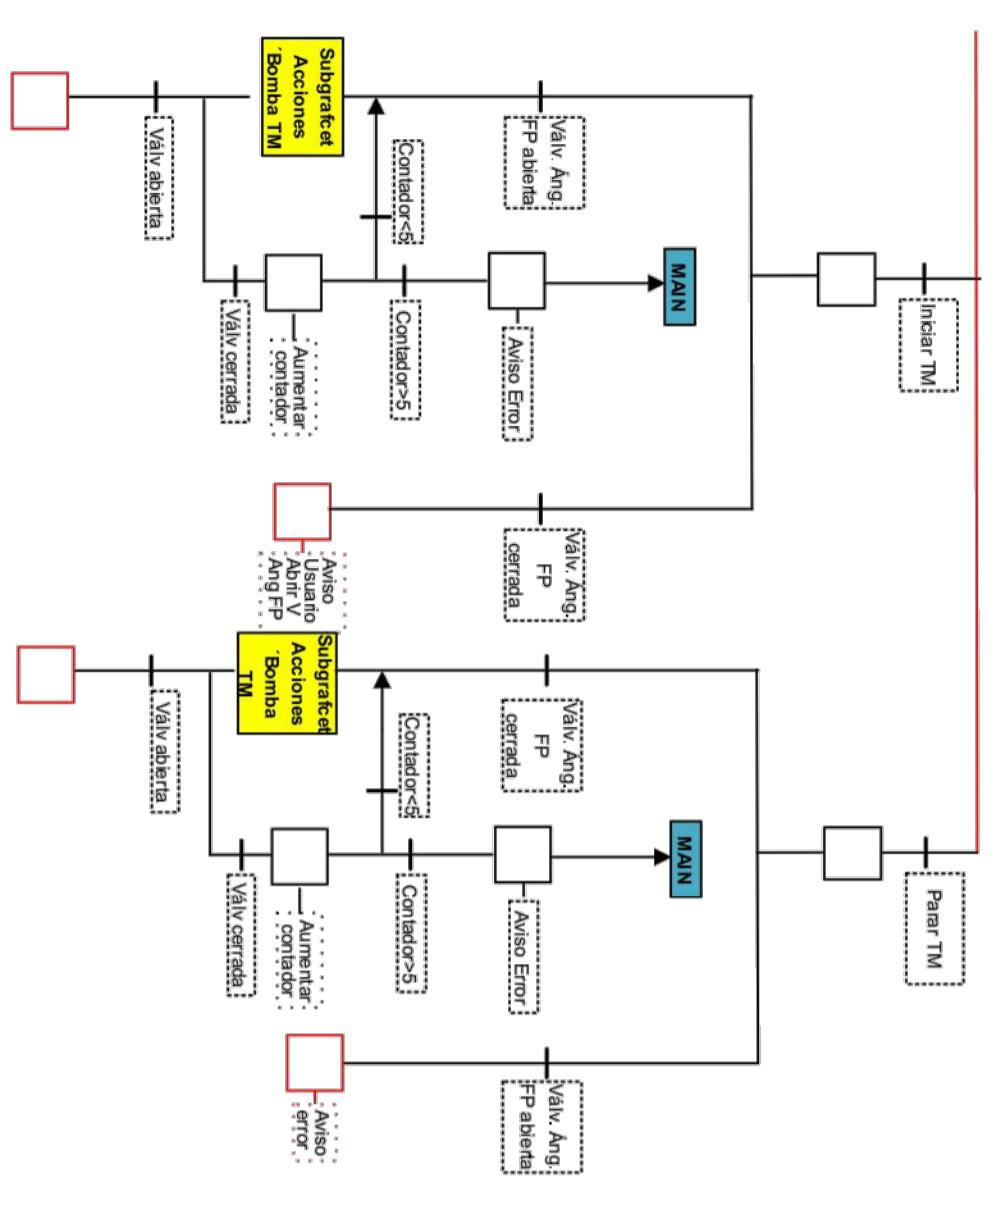 Iniciar TM
Válv. Áng.
FP abierta
Válv. Áng.
FP
cerrada
MAIN
Aviso Error
Contador<5
Contador>5
Subgrafcet
Acciones
´Bomba TM
Aumentar
contador
Aviso
Usuario
Abrir V
Ang FP
Válv cerrada
Válv abierta
Parar TM
Válv. Áng.
FP
cerrada
Válv. Áng.
FP abierta
MAIN
Aviso Error
Contador<5
Contador>5
Subgrafcet
Acciones
´Bomba
TM
Aumentar
contador
Aviso
error
Válv cerrada
Válv abierta